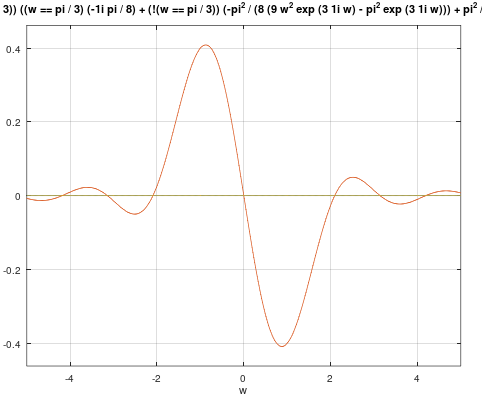 3)) ((w == pi / 3) (-1i pi / 8) + (!(w == pi / 3)) (-pi² / (8 (9 w² exp (3 1i w) - pi² exp (3 1i w))) + pi² /
0.4
0.2
0
-0.2
-0.4
-4 -2 0 2 4
w